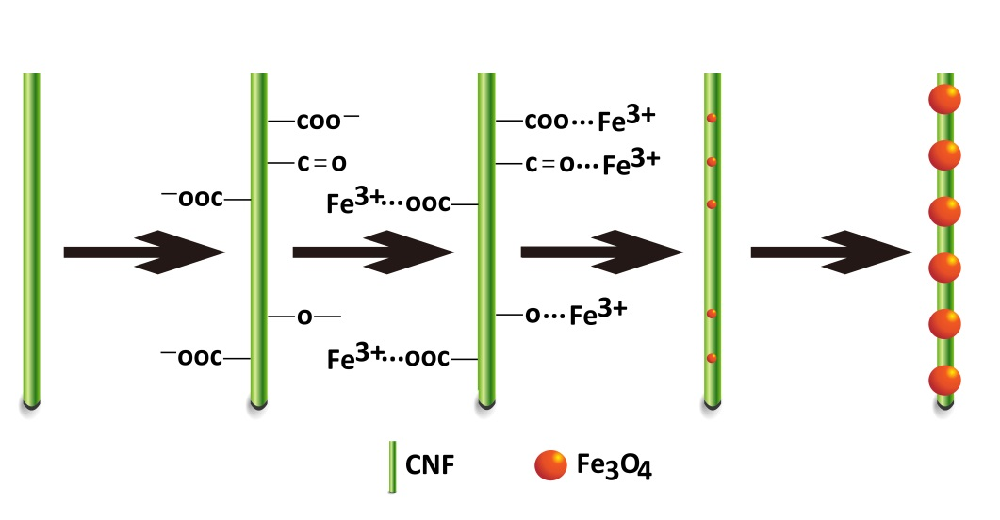 coo⁻
c=o
⁻ooc
o—
⁻ooc
coo···Fe³⁺
c=o···Fe³⁺
Fe³⁺···ooc
o···Fe³⁺
Fe³⁺···ooc
CNF
Fe₃O₄